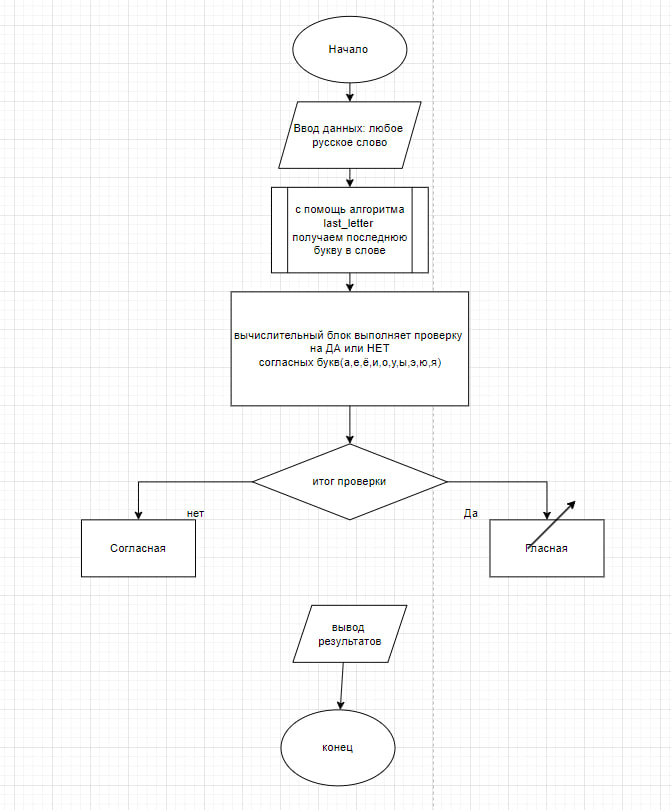 Начало
Ввод данных: любое
русское слово
с помощь алгоритма
last_letter
получаем последнюю
букву в слове
вычислительный блок выполняет проверку
на ДА или НЕТ
согласных букв(а,е,ё,и,о,у,ы,э,ю,я)
итог проверки
нет
Да
Согласная
Гласная
вывод
результатов
конец